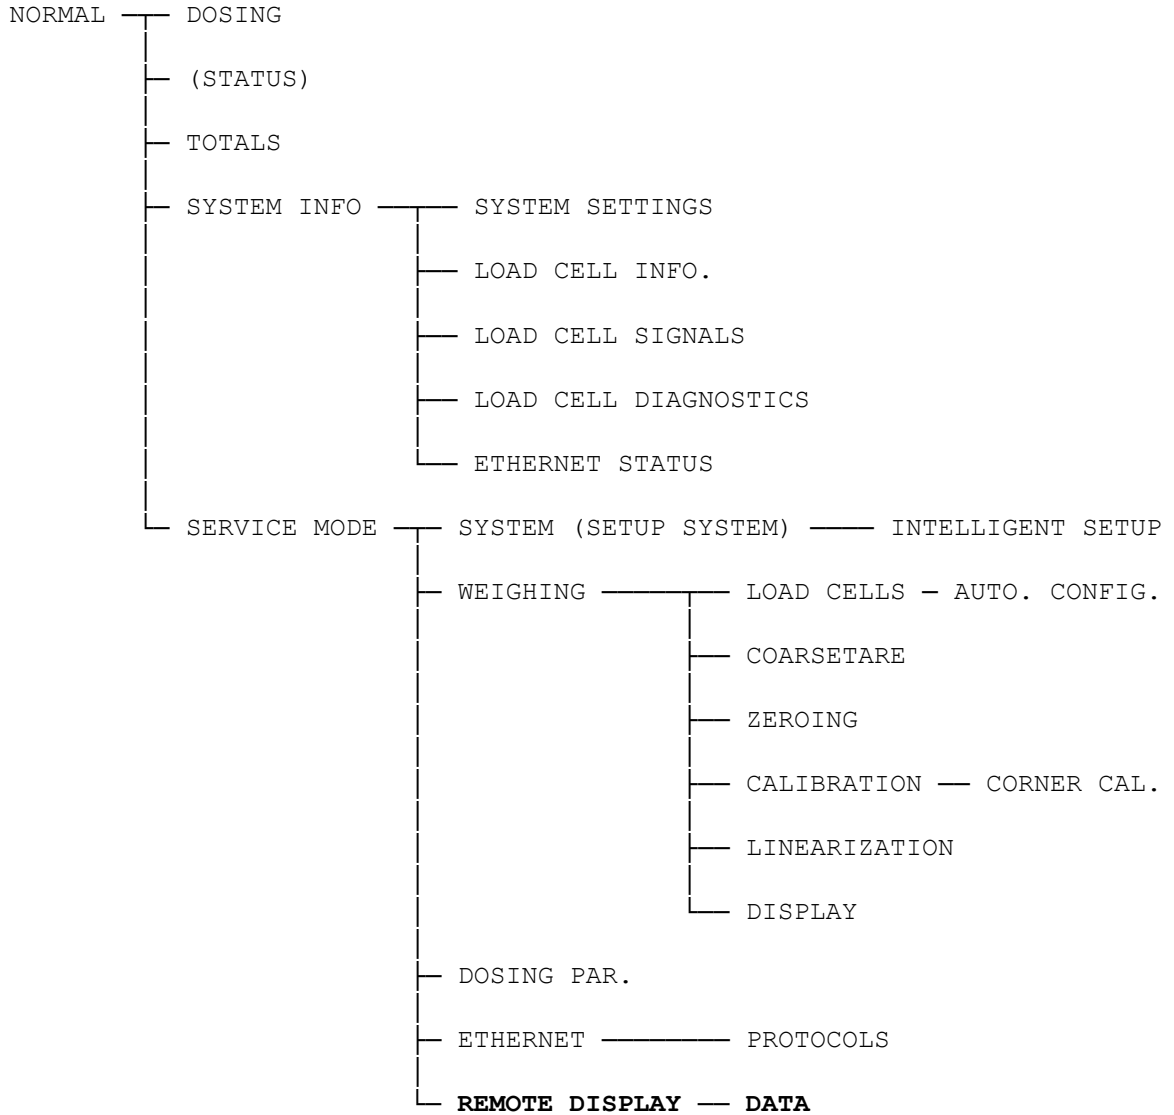 NORMAL DOSING
(STATUS)
TOTALS
SYSTEM INFO SYSTEM SETTINGS
LOAD CELL INFO.
LOAD CELL SIGNALS
LOAD CELL DIAGNOSTICS
ETHERNET STATUS
SERVICE MODE SYSTEM (SETUP SYSTEM) INTELLIGENT SETUP
WEIGHING LOAD CELLS AUTO. CONFIG.
COARSETARE
ZEROING
CALIBRATION CORNER CAL.
LINEARIZATION
DISPLAY
DOSING PAR.
ETHERNET PROTOCOLS
REMOTE DISPLAY DATA